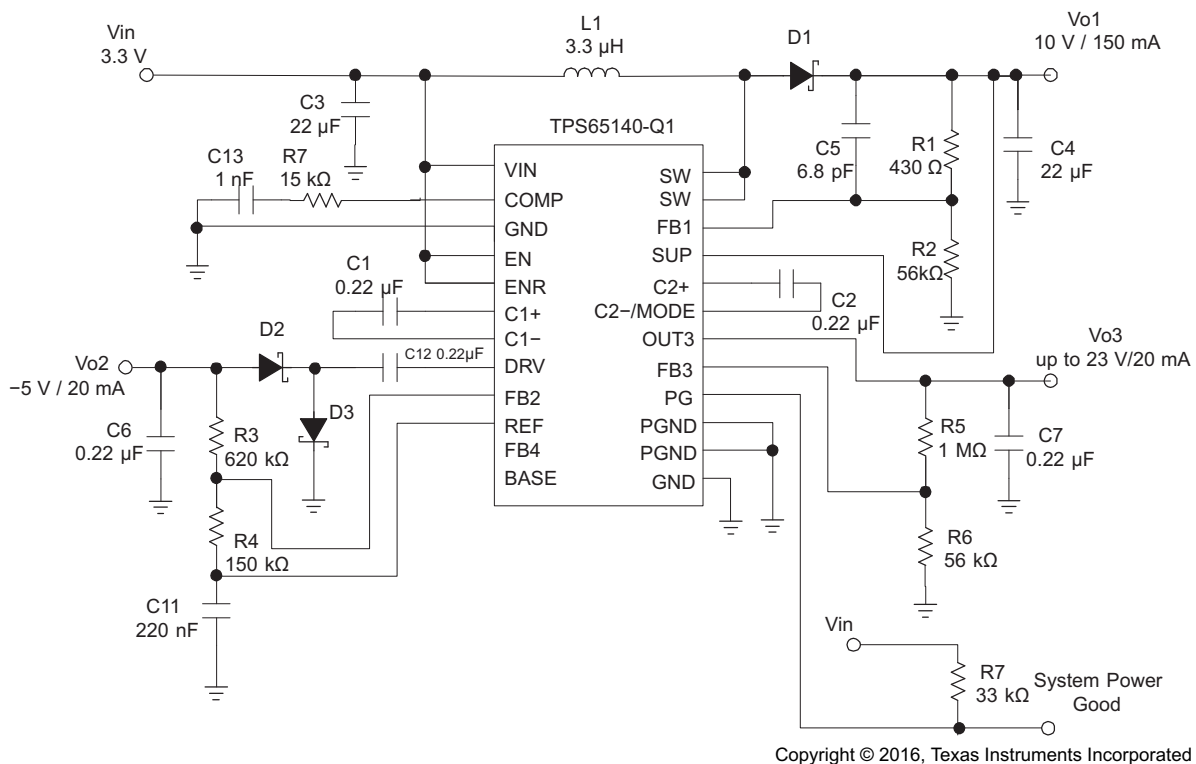 Vin
3.3 V
L1
3.3 µH
D1
Vo1
10 V / 150 mA
C3
22 µF
TPS65140-Q1
C5
6.8 pF
R1
430 Ω
C4
22 µF
C13
1 nF
R7
15 kΩ
VIN
COMP
GND
EN
ENR
C1+
C1−
DRV
FB2
REF
FB4
BASE
SW
SW
FB1
SUP
C2+
C2−/MODE
OUT3
FB3
PG
PGND
PGND
GND
R2
56kΩ
C1
0.22 µF
C2
0.22 µF
D2
C12 0.22µF
Vo2
−5 V / 20 mA
Vo3
up to 23 V/20 mA
D3
C6
0.22 µF
R3
620 kΩ
R5
1 MΩ
C7
0.22 µF
R4
150 kΩ
R6
56 kΩ
C11
220 nF
Vin
R7
33 kΩ
System Power
Good
Copyright © 2016, Texas Instruments Incorporated